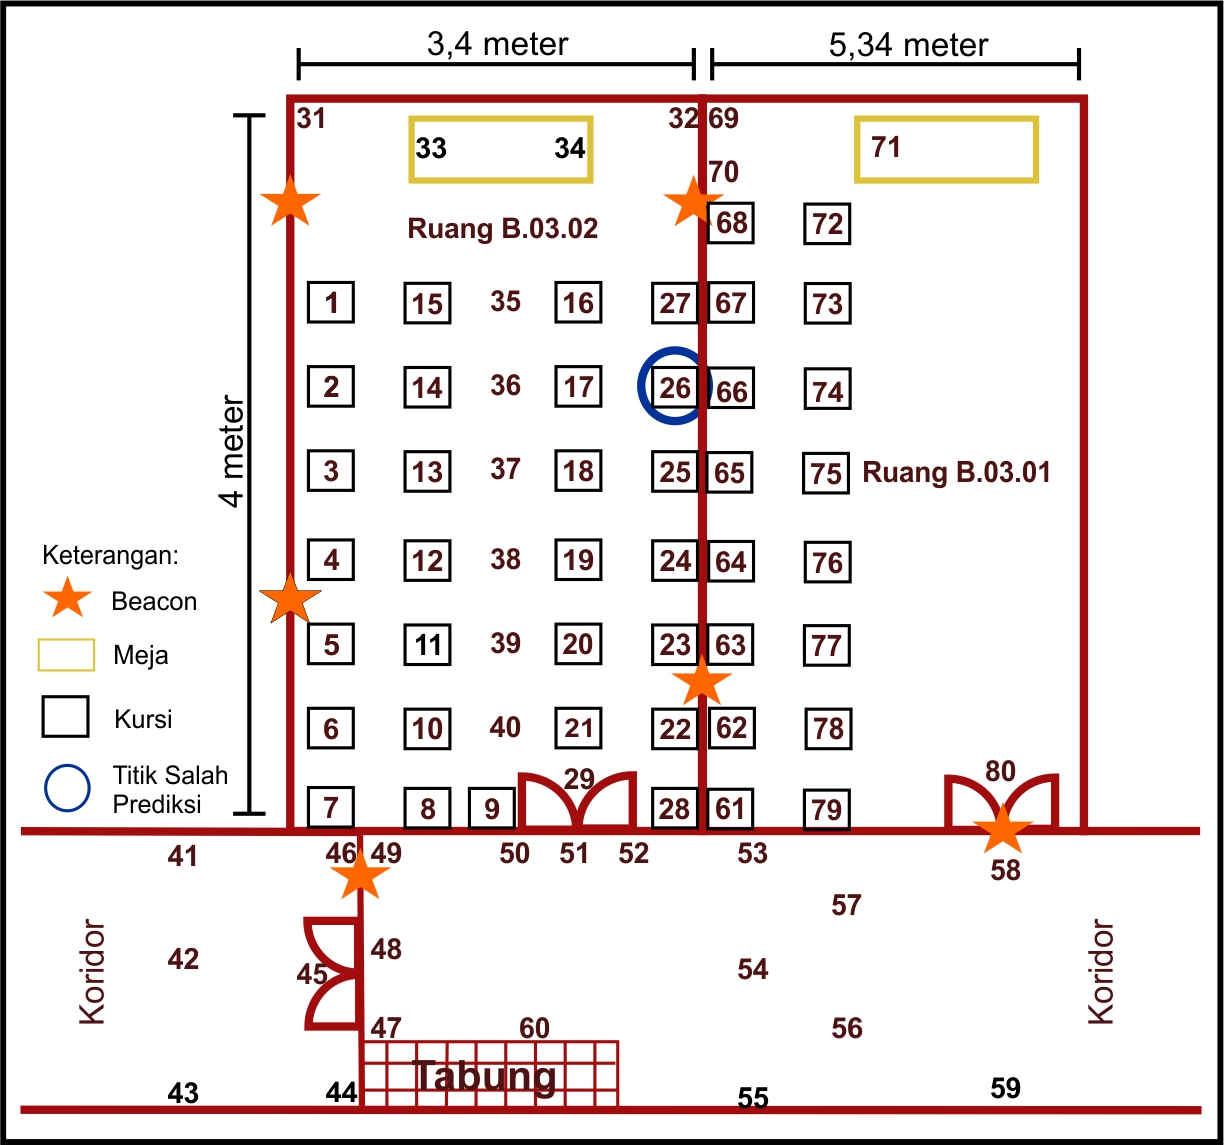 3,4 meter 5,34 meter
31 32 69
33 34 71
70
Ruang B.03.02 68 72
1 15 35 16 27 67 73
2 14 36 17 26 66 74
4 meter
3 13 37 18 25 65 75 Ruang B.03.01
Keterangan:
4 12 38 19 24 64 76
Beacon
5 11 39 20 23 63 77
Meja
6 10 40 21 22 62 78
Kursi
29 80
Titik Salah
Prediksi
7 8 9 28 61 79
41 46 49 50 51 52 53 58
57
Koridor 42 45 48 54 Koridor
47 60 56
Tabung
43 44 55 59